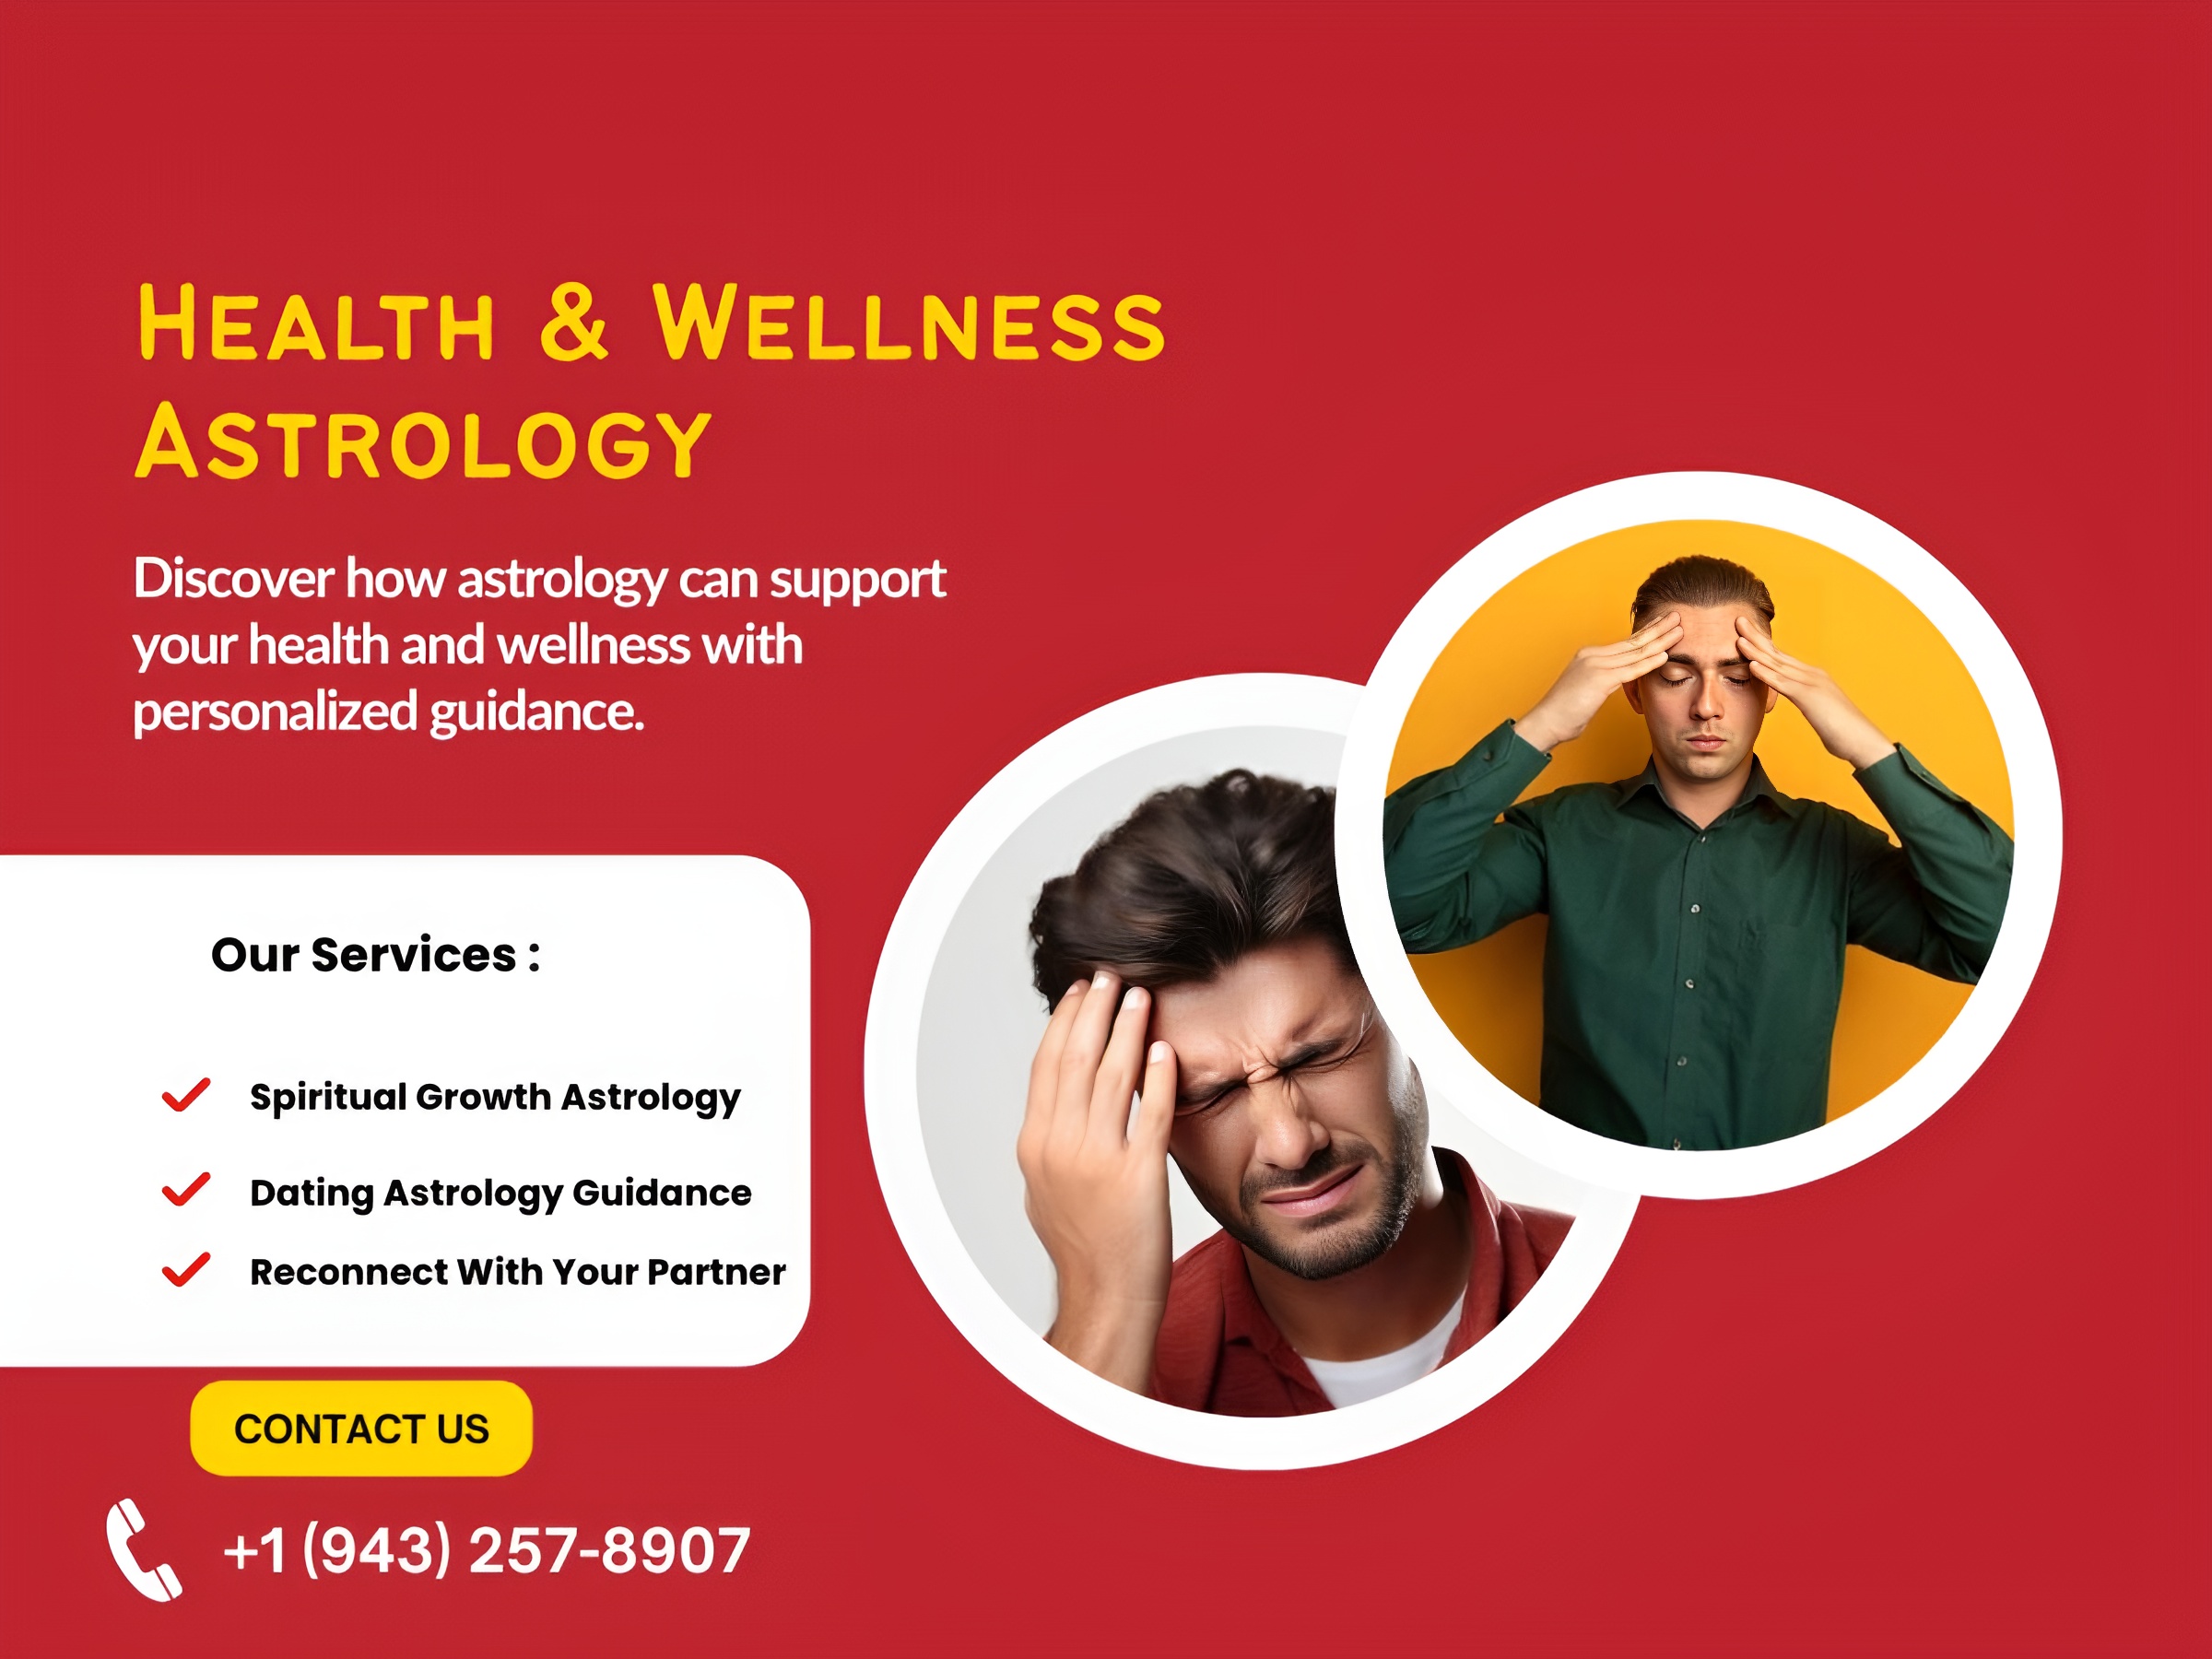 Health & Wellness
Astrology
Discover how astrology can support
your health and wellness with
personalized guidance.
Our Services :
Spiritual Growth Astrology
Dating Astrology Guidance
Reconnect With Your Partner
CONTACT US
+1 (943) 257-8907